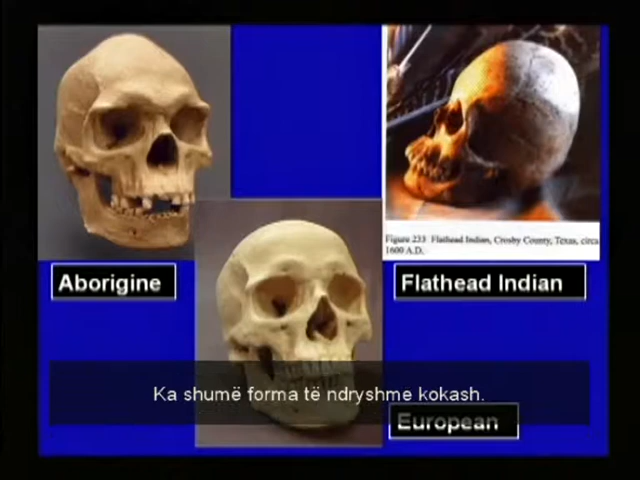 Figure 233 Flathead Indian, Crosby County, Texas, circa
1600 A.D.
Aborigine
Flathead Indian
Ka shumë forma të ndryshme kokash.
European